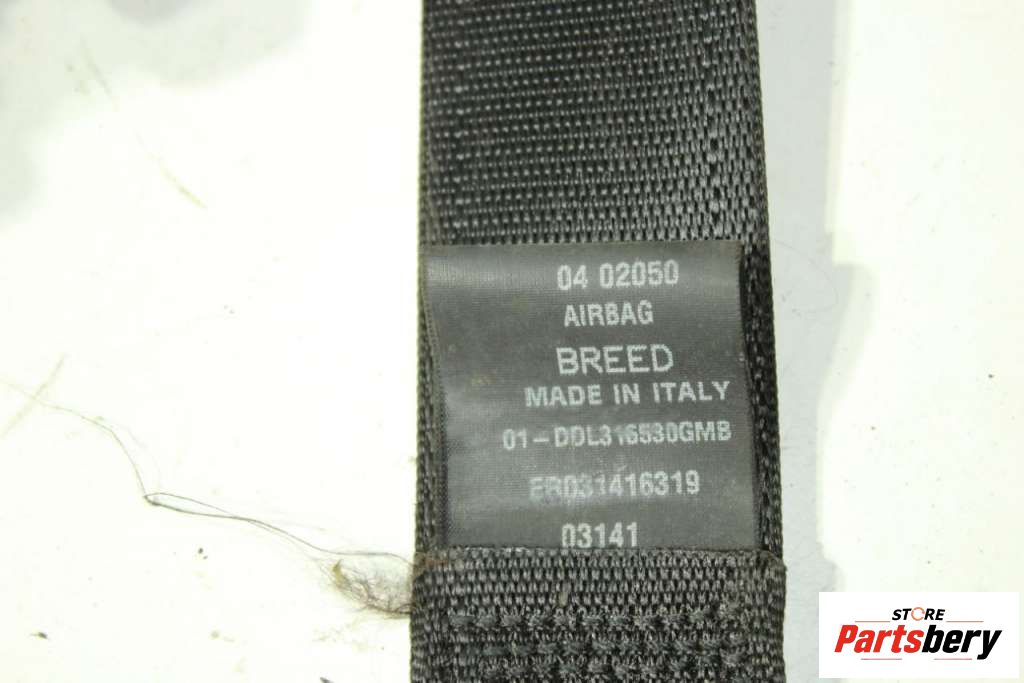 04 02050
AIRBAG
BREED
MADE IN ITALY
01-DDL316530GMB
ER031416319
03141
STORE
Partsbery